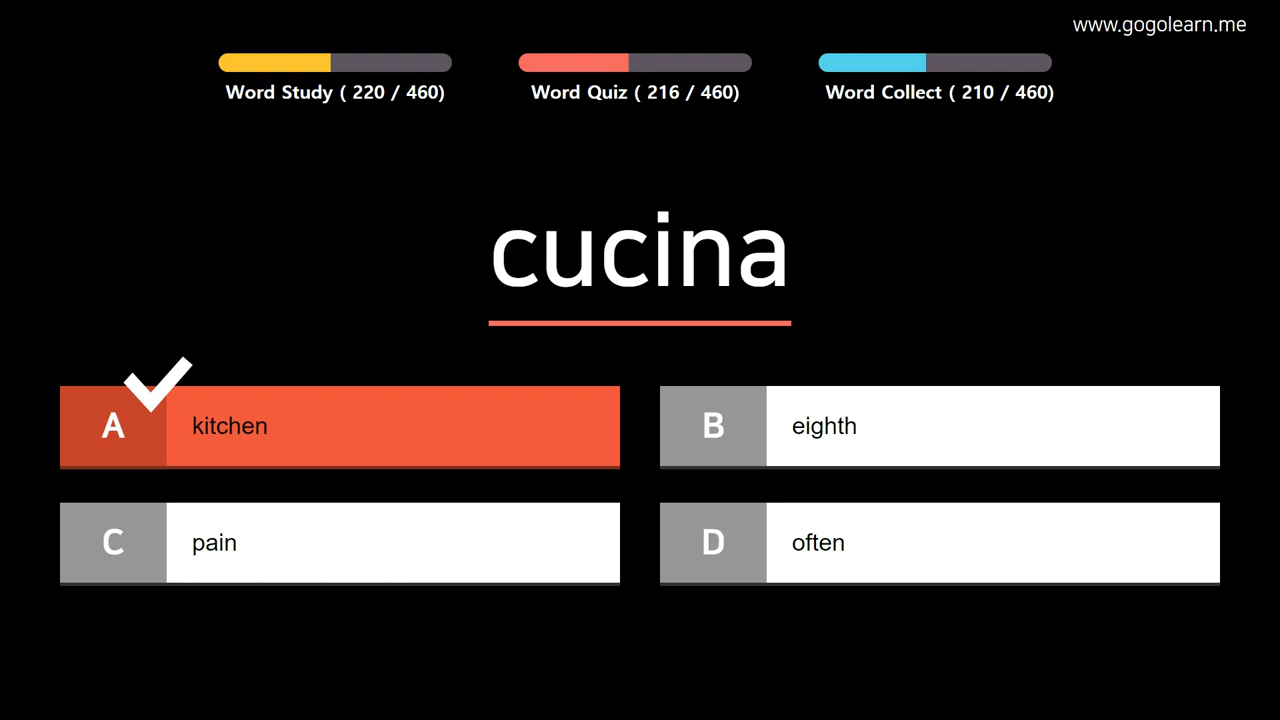 www.gogolearn.me
Word Study ( 220 / 460)
Word Quiz ( 216 / 460)
Word Collect ( 210 / 460)
cucina
A kitchen
B eighth
C pain
D often